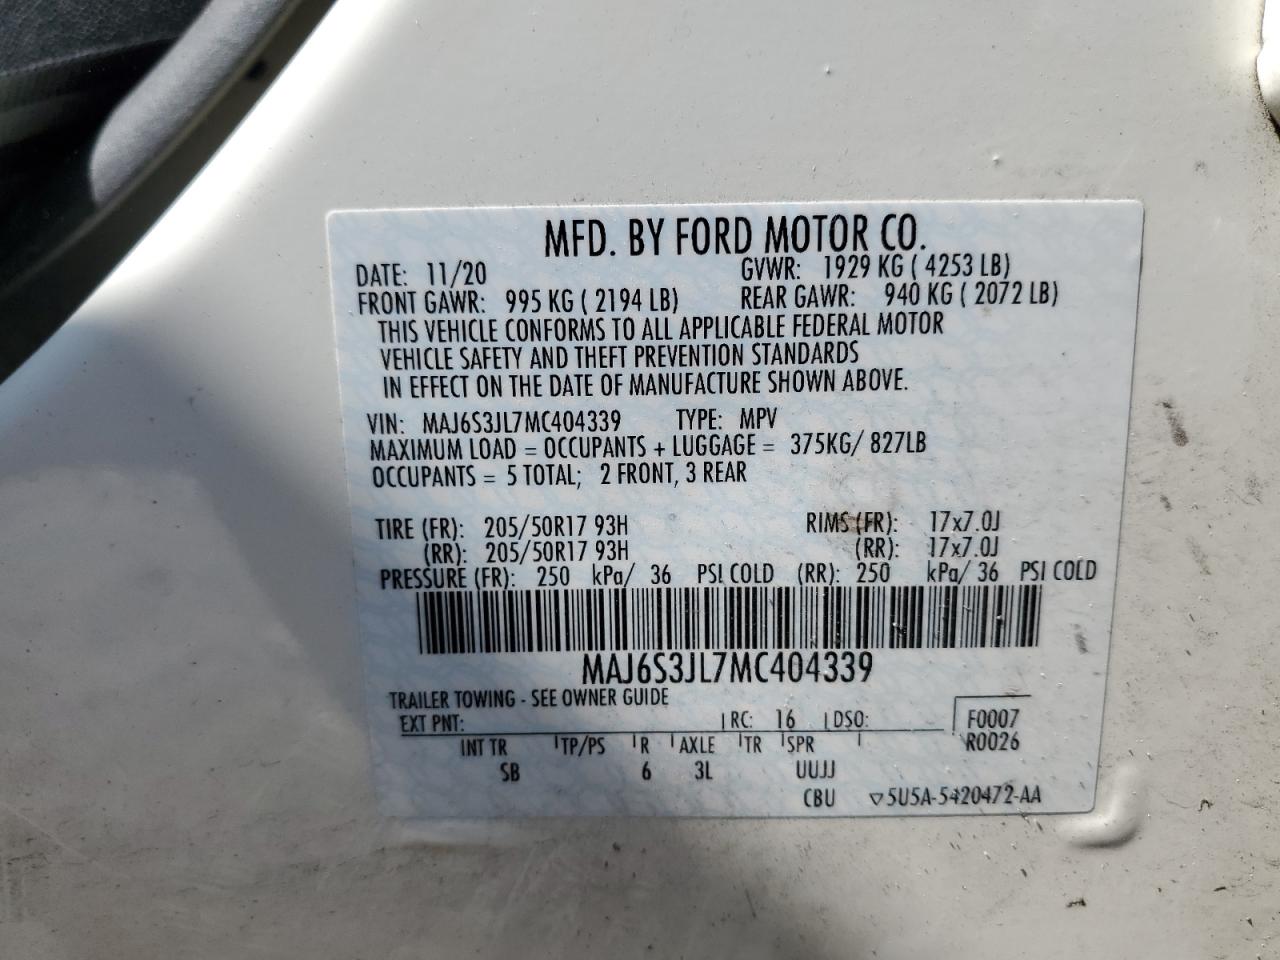 MFD. BY FORD MOTOR CO.
DATE: 11/20 GVWR: 1929 KG ( 4253 LB)
FRONT GAWR: 995 KG ( 2194 LB) REAR GAWR: 940 KG ( 2072 LB)
THIS VEHICLE CONFORMS TO ALL APPLICABLE FEDERAL MOTOR
VEHICLE SAFETY AND THEFT PREVENTION STANDARDS
IN EFFECT ON THE DATE OF MANUFACTURE SHOWN ABOVE.
VIN: MAJ6S3JL7MC404339 TYPE: MPV
MAXIMUM LOAD = OCCUPANTS + LUGGAGE = 375KG/ 827LB
OCCUPANTS = 5 TOTAL; 2 FRONT, 3 REAR
TIRE (FR): 205/50R17 93H RIMS (FR): 17x7.0J
(RR): 205/50R17 93H (RR): 17x7.0J
PRESSURE (FR): 250 kPa/ 36 PSI COLD (RR): 250 kPa/ 36 PSI COLD
MAJ6S3JL7MC404339
TRAILER TOWING - SEE OWNER GUIDE
EXT PNT: RC: 16 DSO: F0007
INT TR TP/PS R AXLE TR SPR R0026
SB 6 3L UUJJ
CBU ▽5U5A-5420472-AA